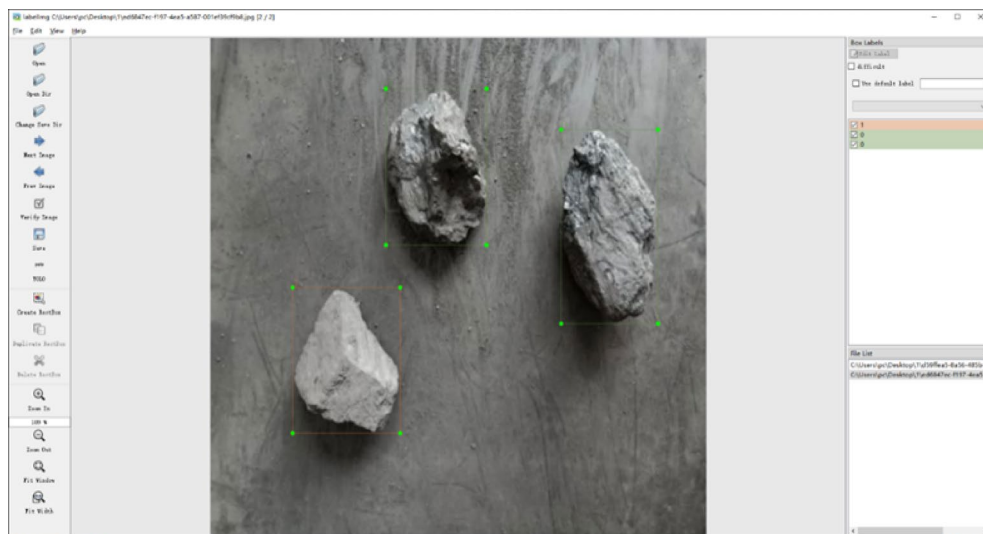 labelImg C:\Users\pc\Desktop\1\ed6847ec-f197-4ea5-a587-001ef39cf9b8.jpg [2 / 2]
File Edit View Help
Open
Open Dir
Change Save Dir
Next Image
Prev Image
Verify Image
Save
YOLO
Create RectBox
Duplicate RectBox
Delete RectBox
Zoom In
100 %
Zoom Out
Fit Window
Fit Width
Box Labels
Edit Label
difficult
Use default label
1
0
0
File List